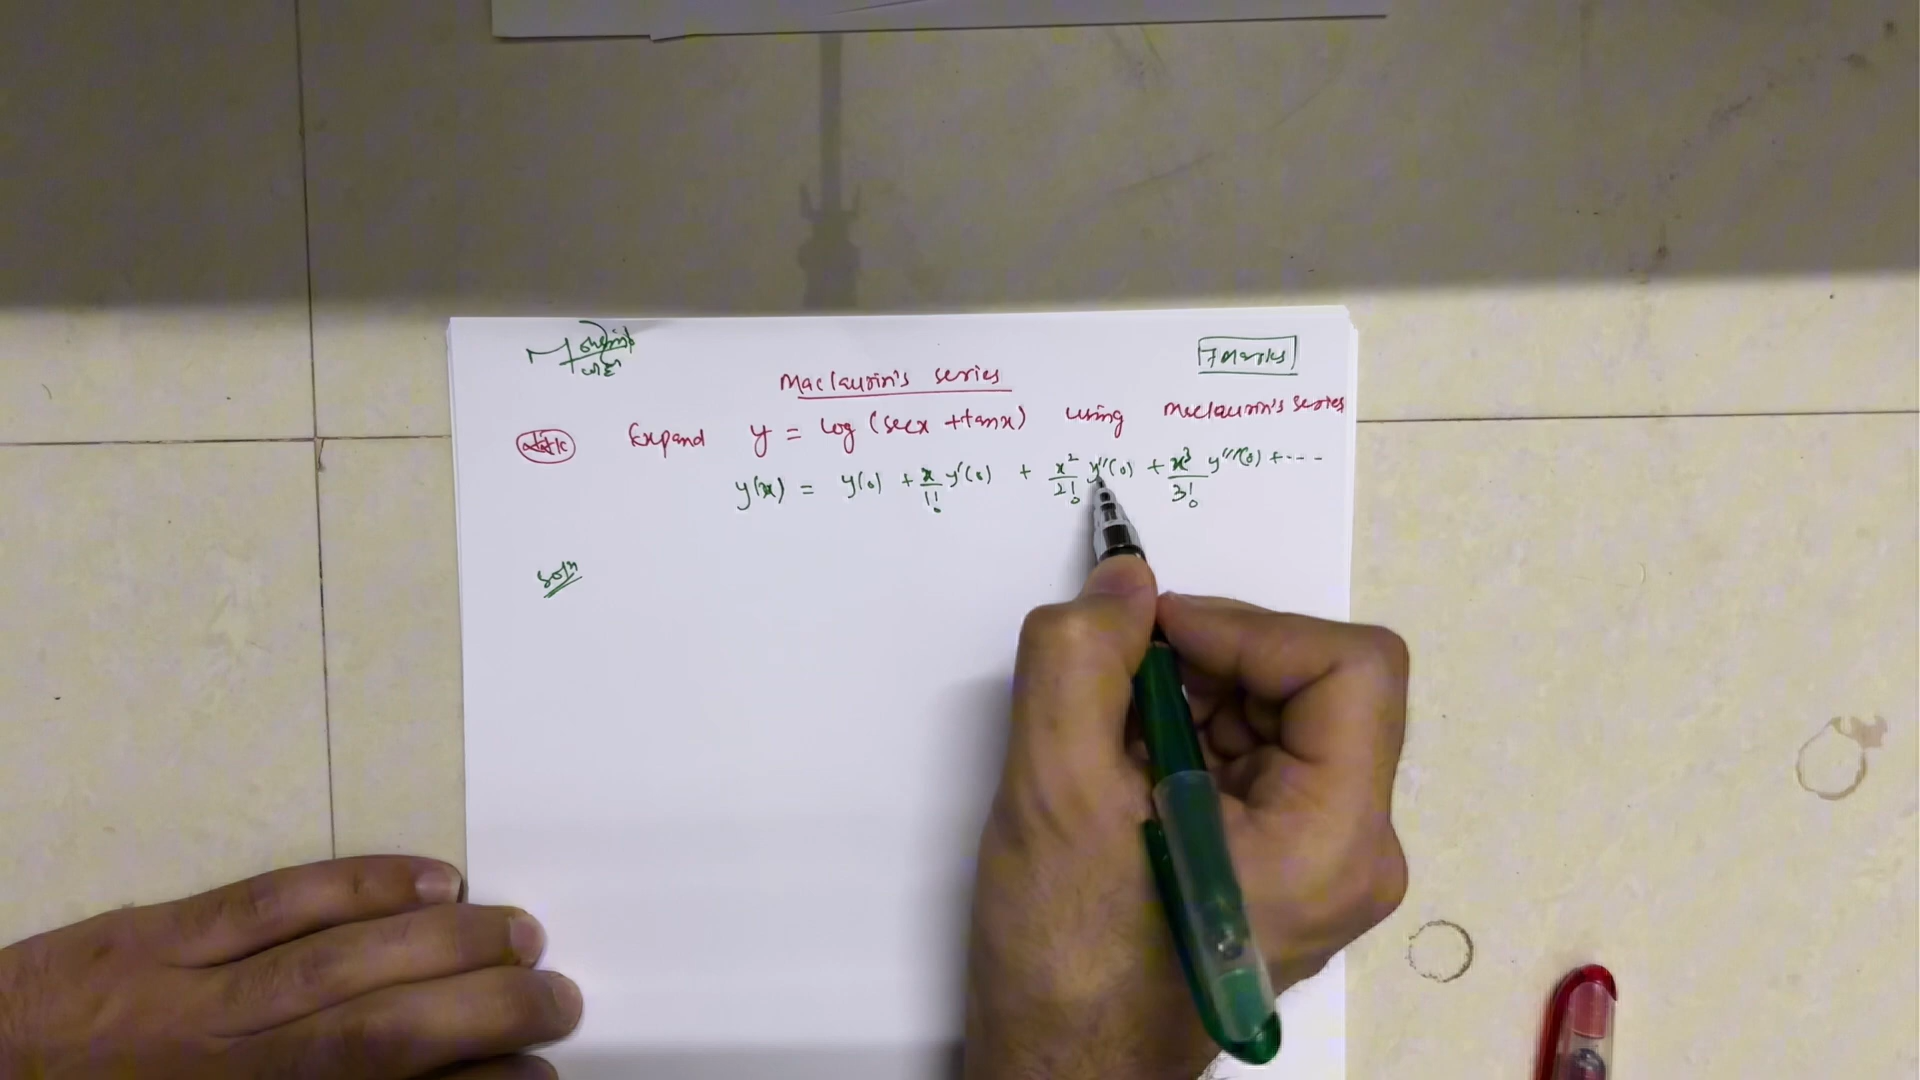 7 Marks
Maclaurin's series
Expand y = log (secx + tanx) using Maclaurin's series
y(x) = y(0) + x/1! y'(0) + x²/2! y''(0) + x³/3! y'''(0) + ----
Soln